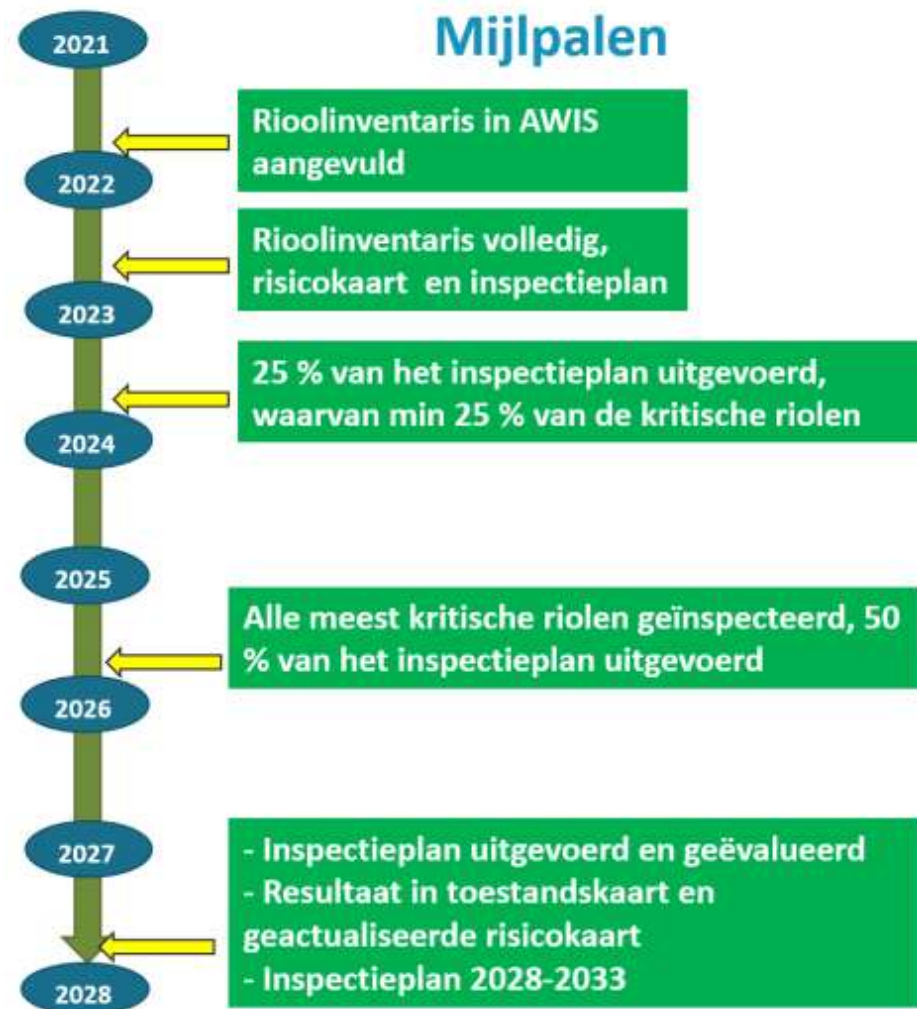 Mijlpalen
2021
Rioolinventaris in AWIS
aangevuld
2022
Rioolinventaris volledig,
risicokaart en inspectieplan
2023
25 % van het inspectieplan uitgevoerd,
waarvan min 25 % van de kritische riolen
2024
2025
Alle meest kritische riolen geïnspecteerd, 50
% van het inspectieplan uitgevoerd
2026
2027
- Inspectieplan uitgevoerd en geëvalueerd
- Resultaat in toestandskaart en
geactualiseerde risicokaart
- Inspectieplan 2028-2033
2028